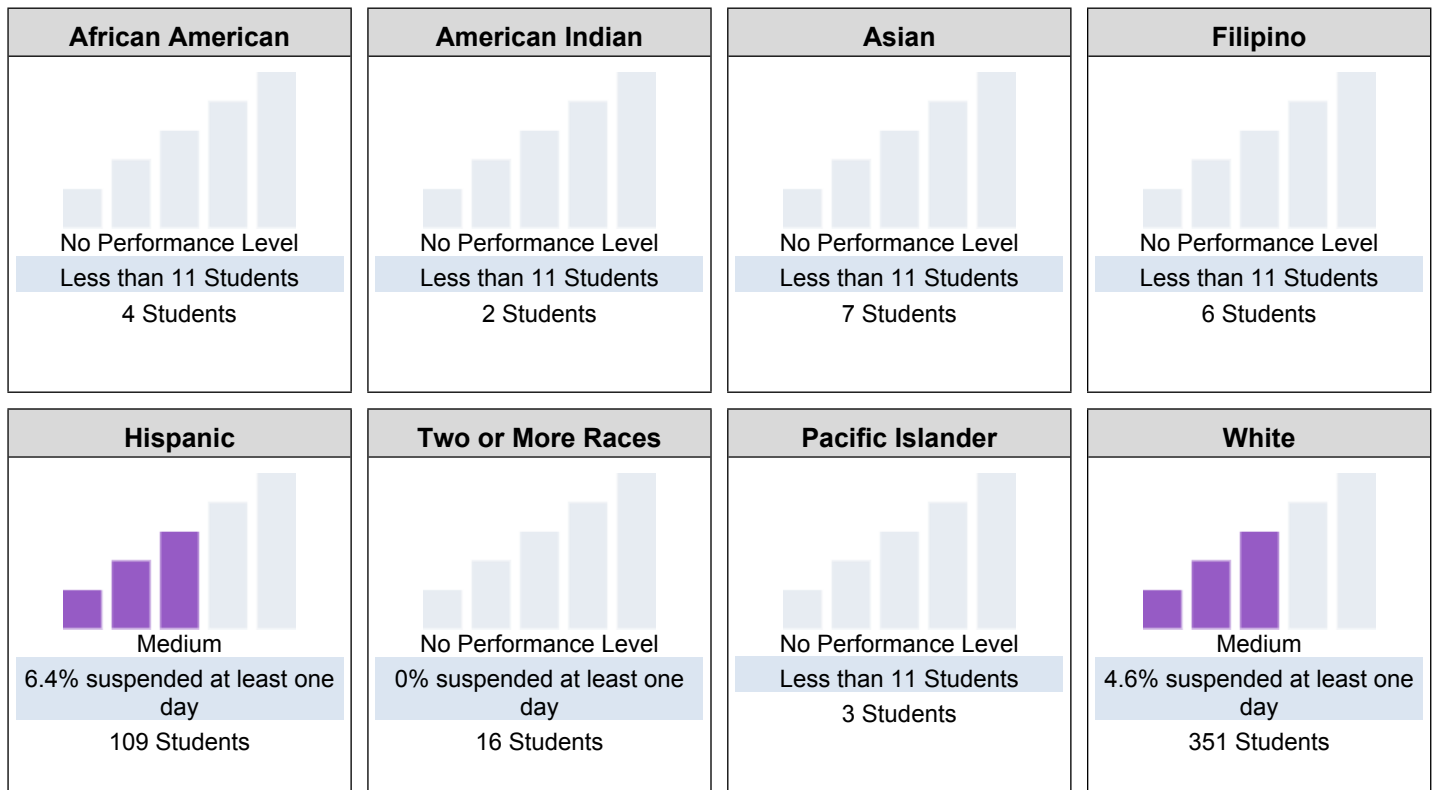 African American
No Performance Level
Less than 11 Students
4 Students
American Indian
No Performance Level
Less than 11 Students
2 Students
Asian
No Performance Level
Less than 11 Students
7 Students
Filipino
No Performance Level
Less than 11 Students
6 Students
Hispanic
Medium
6.4% suspended at least one
day
109 Students
Two or More Races
No Performance Level
0% suspended at least one
day
16 Students
Pacific Islander
No Performance Level
Less than 11 Students
3 Students
White
Medium
4.6% suspended at least one
day
351 Students